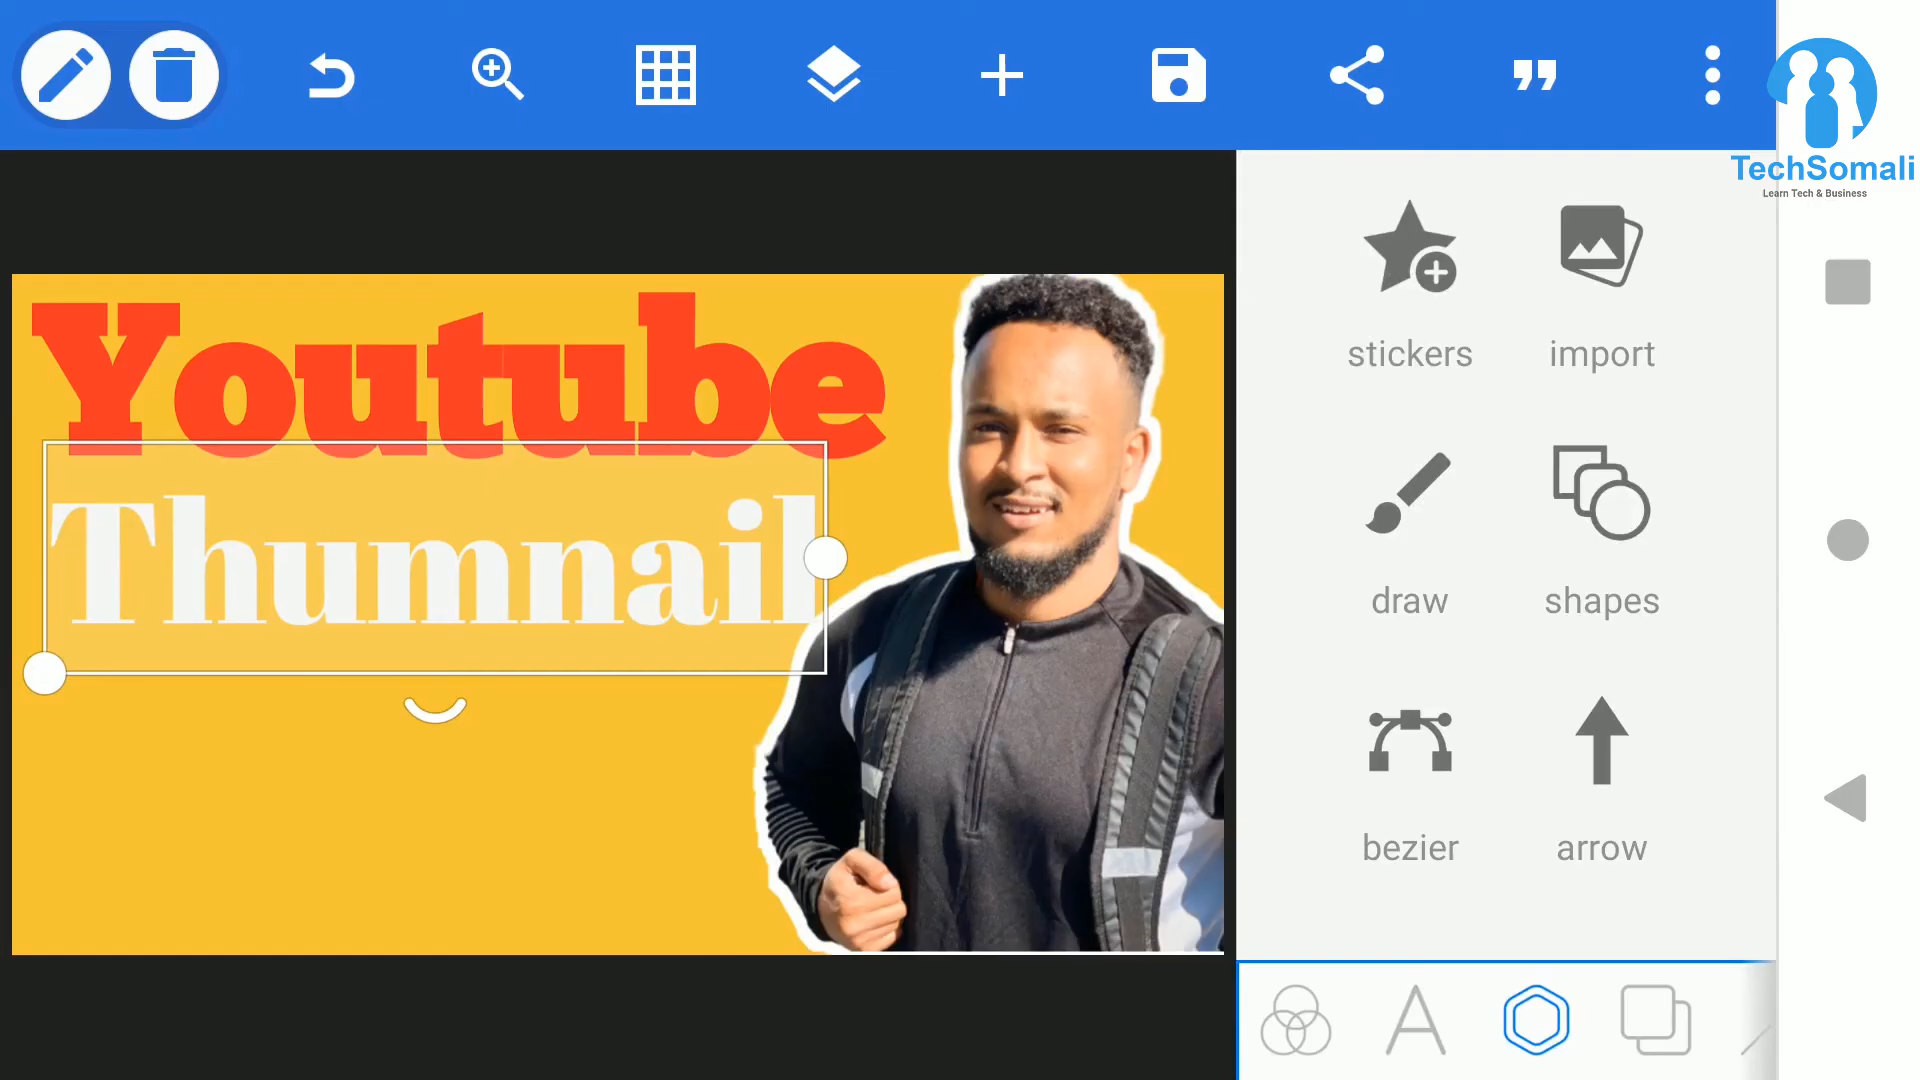 TechSomali
Learn Tech & Business
Youtube
Thumnail
stickers
import
draw
shapes
bezier
arrow